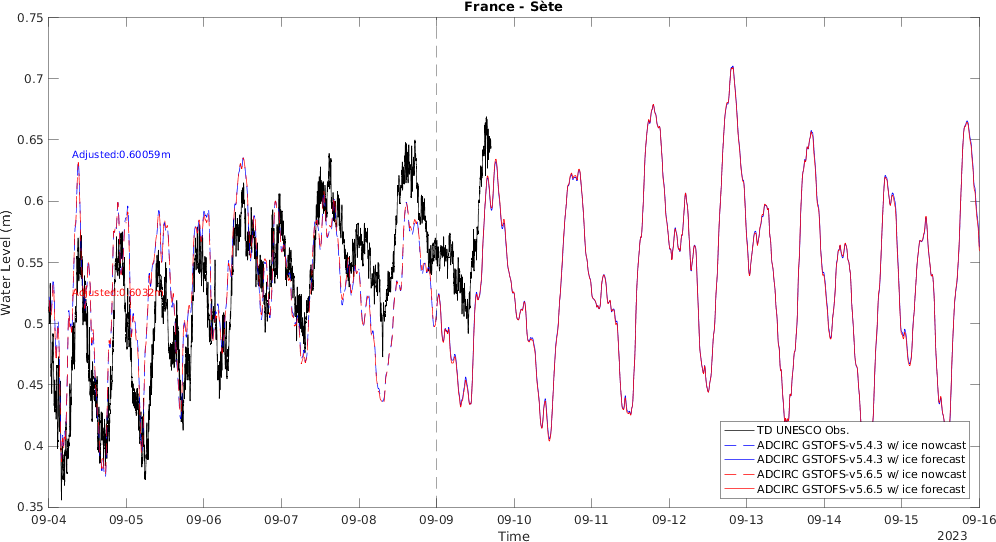 France - Sète
Water Level (m)
0.75
0.7
0.65
0.6
0.55
0.5
0.45
0.4
0.35
Adjusted:0.60059m
Adjusted:0.6032m
TD UNESCO Obs.
ADCIRC GSTOFS-v5.4.3 w/ ice nowcast
ADCIRC GSTOFS-v5.4.3 w/ ice forecast
ADCIRC GSTOFS-v5.6.5 w/ ice nowcast
ADCIRC GSTOFS-v5.6.5 w/ ice forecast
09-04 09-05 09-06 09-07 09-08 09-09 09-10 09-11 09-12 09-13 09-14 09-15 09-16
Time
2023